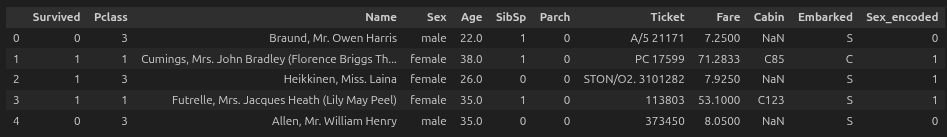 Survived Pclass Name Sex Age SibSp Parch Ticket Fare Cabin Embarked Sex_encoded
0 0 3 Braund, Mr. Owen Harris male 22.0 1 0 A/5 21171 7.2500 NaN S 0
1 1 1 Cumings, Mrs. John Bradley (Florence Briggs Th... female 38.0 1 0 PC 17599 71.2833 C85 C 1
2 1 3 Heikkinen, Miss. Laina female 26.0 0 0 STON/O2. 3101282 7.9250 NaN S 1
3 1 1 Futrelle, Mrs. Jacques Heath (Lily May Peel) female 35.0 1 0 113803 53.1000 C123 S 1
4 0 3 Allen, Mr. William Henry male 35.0 0 0 373450 8.0500 NaN S 0